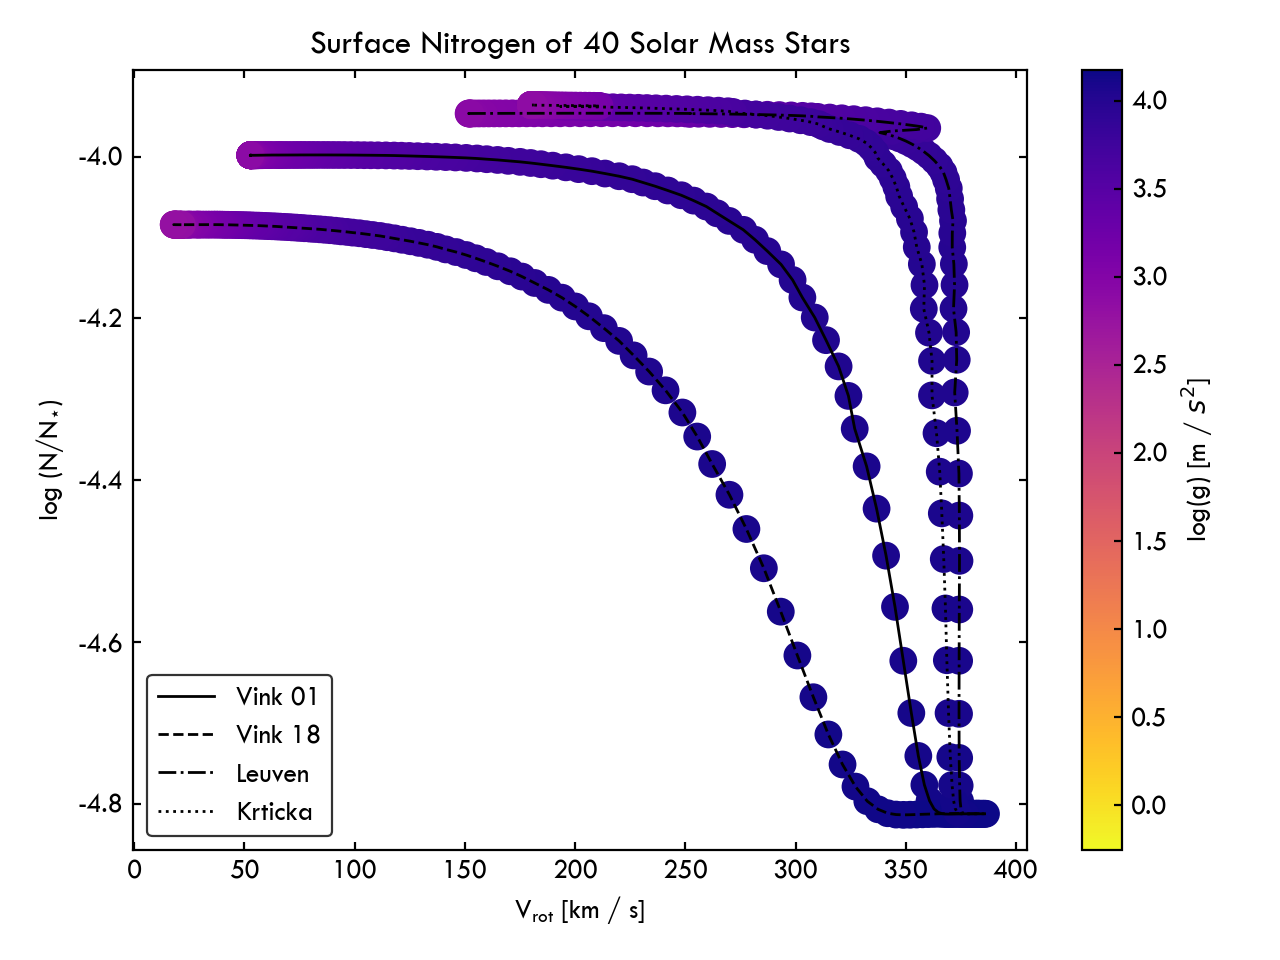 Surface Nitrogen of 40 Solar Mass Stars
log (N/N⋆)
-4.0
-4.2
-4.4
-4.6
-4.8
Vink 01
Vink 18
Leuven
Krticka
0 50 100 150 200 250 300 350 400
V_rot [km / s]
4.0
3.5
3.0
2.5
2.0
1.5
1.0
0.5
0.0
log(g) [m / s²]